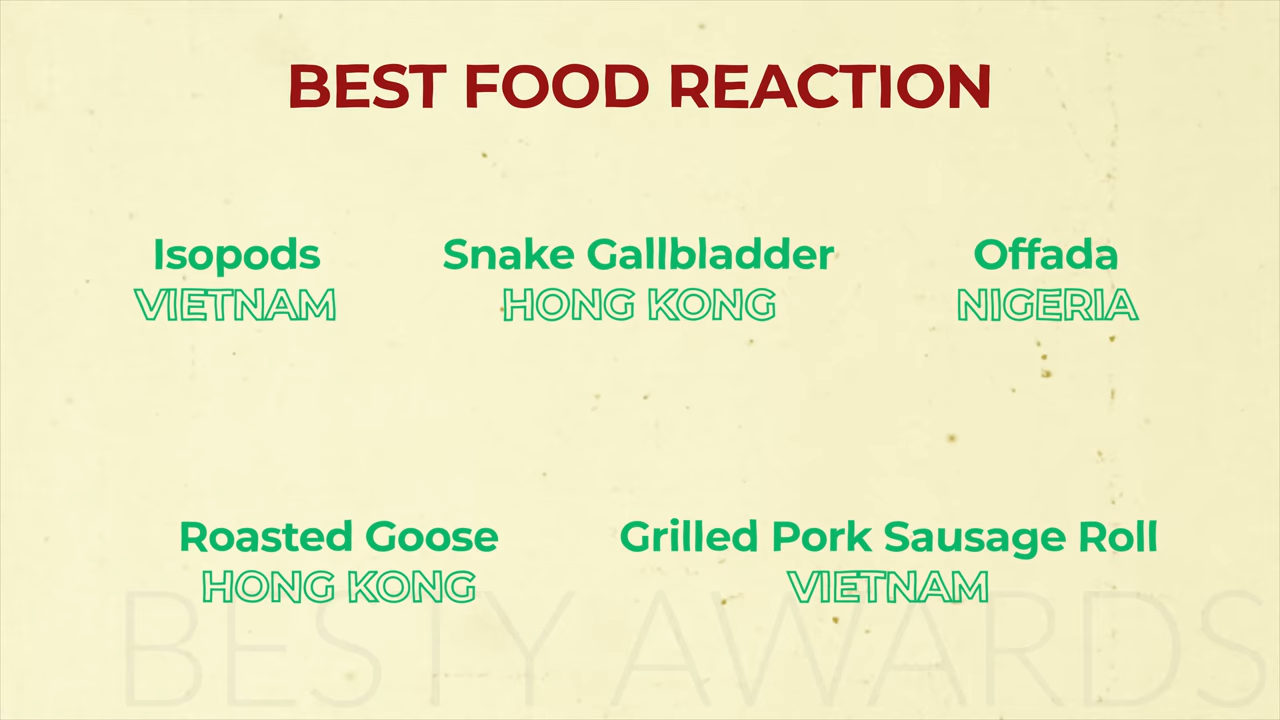 BEST FOOD REACTION
Isopods
VIETNAM
Snake Gallbladder
HONG KONG
Offada
NIGERIA
Roasted Goose
HONG KONG
Grilled Pork Sausage Roll
VIETNAM
BESTY AWARDS